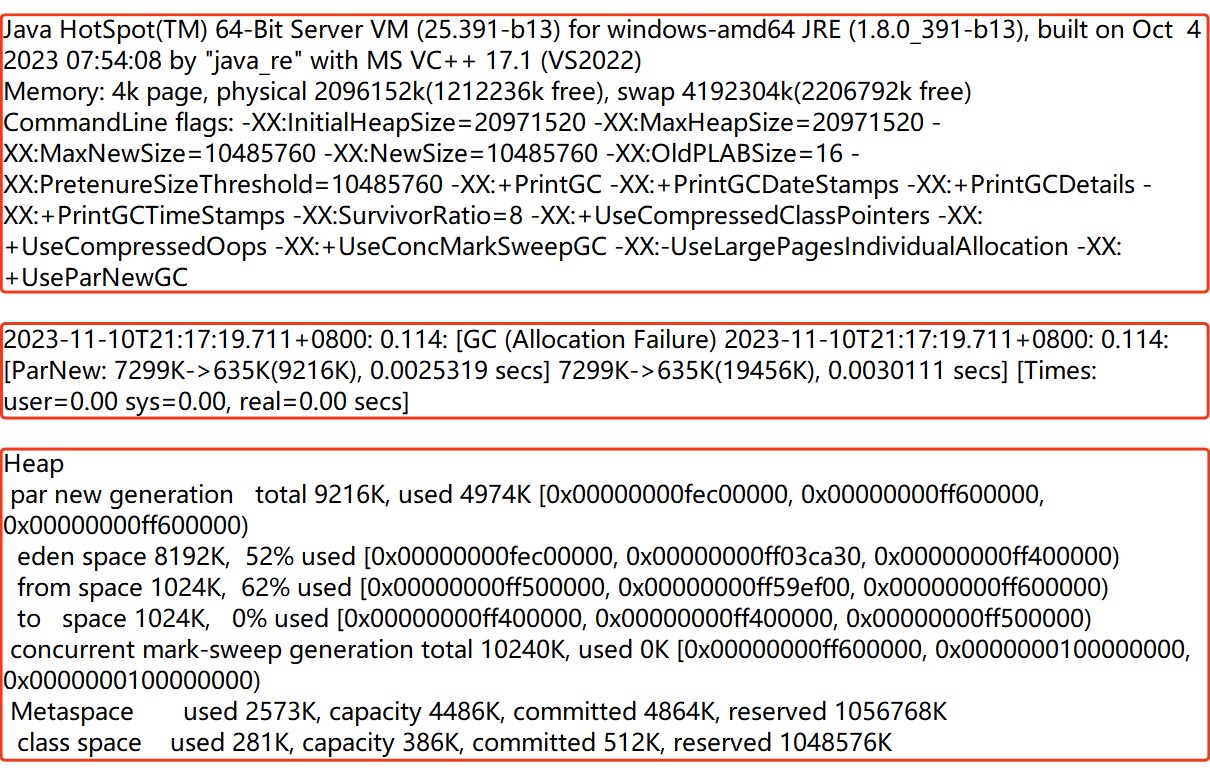 Java HotSpot(TM) 64-Bit Server VM (25.391-b13) for windows-amd64 JRE (1.8.0_391-b13), built on Oct  4
2023 07:54:08 by "java_re" with MS VC++ 17.1 (VS2022)
Memory: 4k page, physical 2096152k(1212236k free), swap 4192304k(2206792k free)
CommandLine flags: -XX:InitialHeapSize=20971520 -XX:MaxHeapSize=20971520 -
XX:MaxNewSize=10485760 -XX:NewSize=10485760 -XX:OldPLABSize=16 -
XX:PretenureSizeThreshold=10485760 -XX:+PrintGC -XX:+PrintGCDateStamps -XX:+PrintGCDetails -
XX:+PrintGCTimeStamps -XX:SurvivorRatio=8 -XX:+UseCompressedClassPointers -XX:
+UseCompressedOops -XX:+UseConcMarkSweepGC -XX:-UseLargePagesIndividualAllocation -XX:
+UseParNewGC
2023-11-10T21:17:19.711+0800: 0.114: [GC (Allocation Failure) 2023-11-10T21:17:19.711+0800: 0.114:
[ParNew: 7299K->635K(9216K), 0.0025319 secs] 7299K->635K(19456K), 0.0030111 secs] [Times:
user=0.00 sys=0.00, real=0.00 secs]
Heap
 par new generation   total 9216K, used 4974K [0x00000000fec00000, 0x00000000ff600000,
0x00000000ff600000)
  eden space 8192K,  52% used [0x00000000fec00000, 0x00000000ff03ca30, 0x00000000ff400000)
  from space 1024K,  62% used [0x00000000ff500000, 0x00000000ff59ef00, 0x00000000ff600000)
  to   space 1024K,   0% used [0x00000000ff400000, 0x00000000ff400000, 0x00000000ff500000)
 concurrent mark-sweep generation total 10240K, used 0K [0x00000000ff600000, 0x0000000100000000,
0x0000000100000000)
 Metaspace       used 2573K, capacity 4486K, committed 4864K, reserved 1056768K
  class space    used 281K, capacity 386K, committed 512K, reserved 1048576K